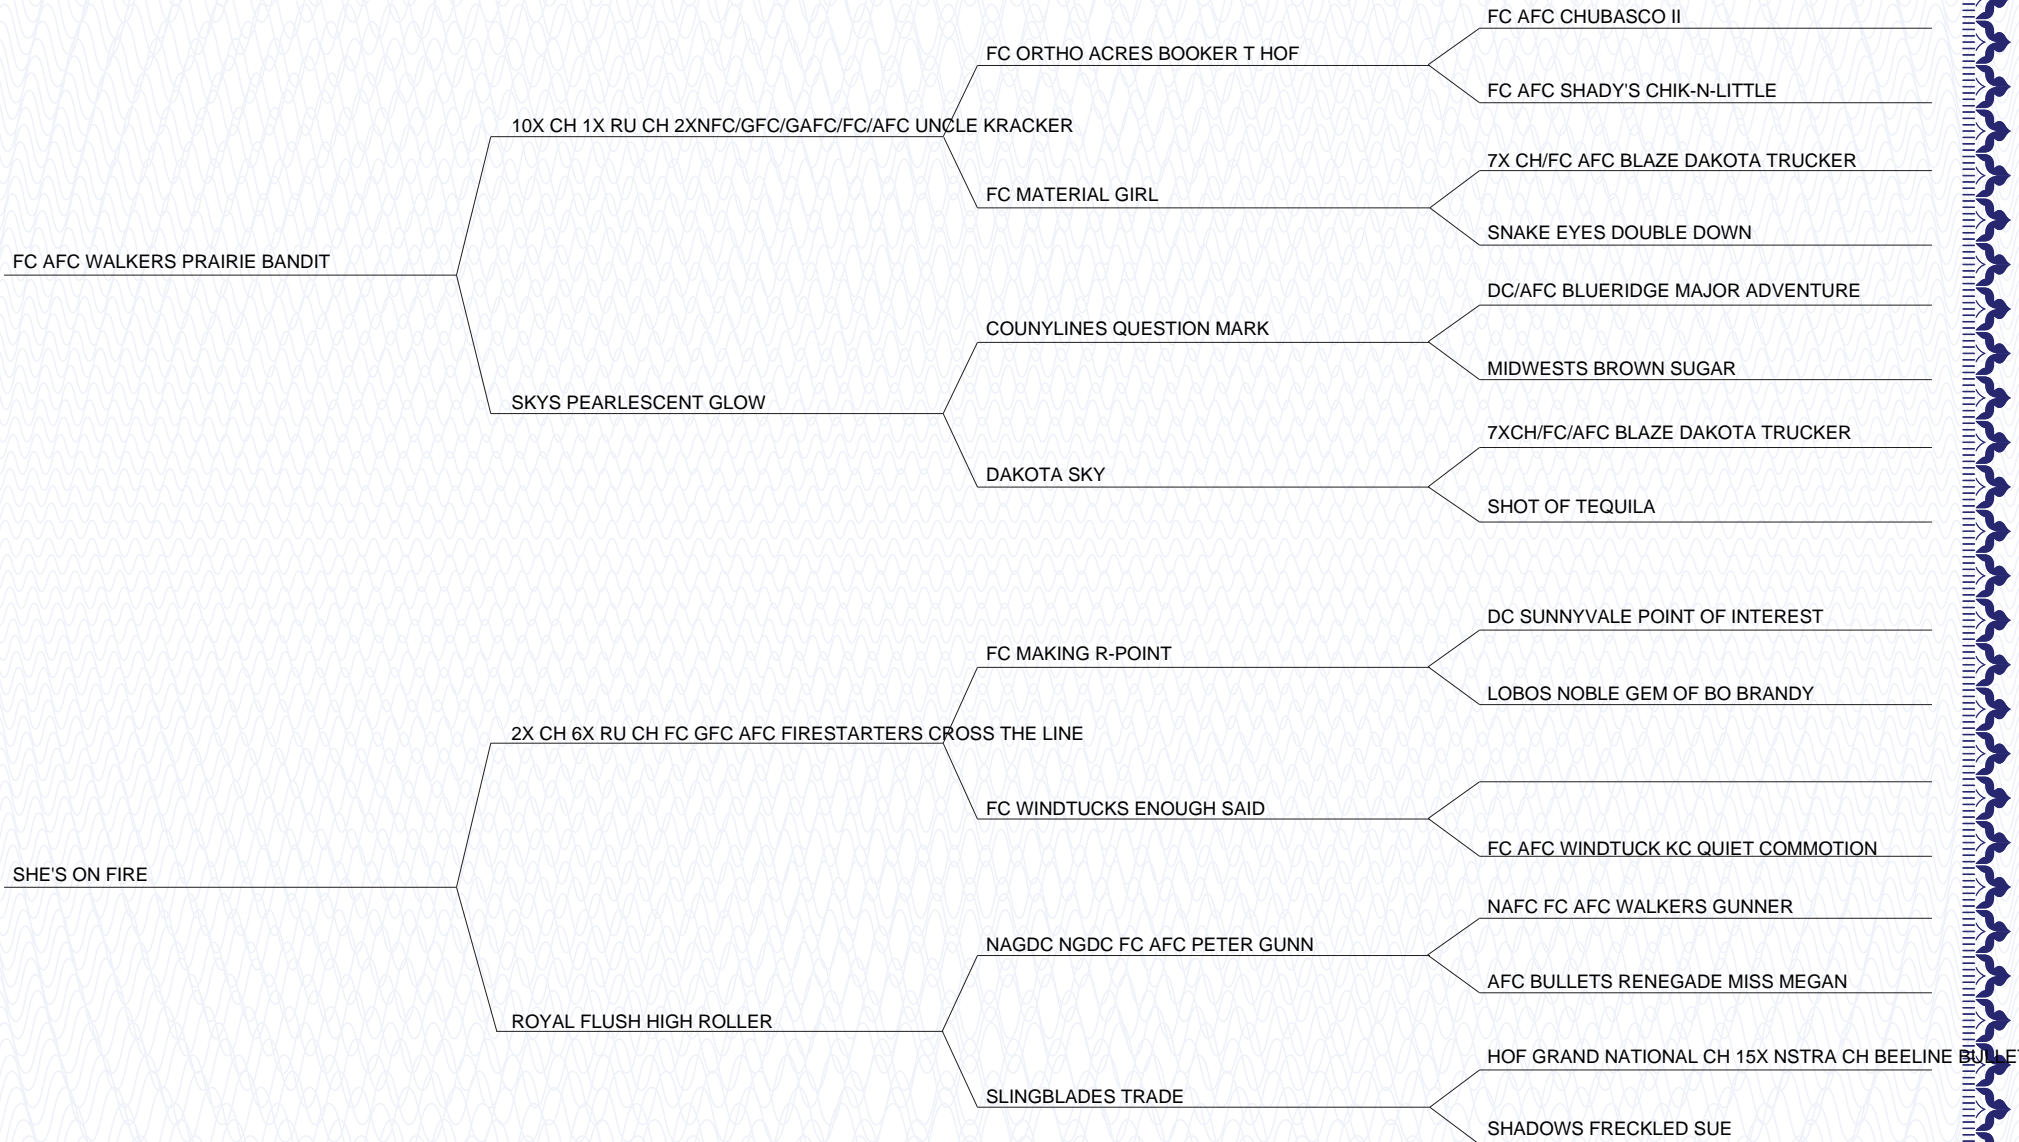 FC AFC CHUBASCO II
FC ORTHO ACRES BOOKER T HOF
FC AFC SHADY'S CHIK-N-LITTLE
10X CH 1X RU CH 2XNFC/GFC/GAFC/FC/AFC UNCLE KRACKER
7X CH/FC AFC BLAZE DAKOTA TRUCKER
FC MATERIAL GIRL
SNAKE EYES DOUBLE DOWN
FC AFC WALKERS PRAIRIE BANDIT
DC/AFC BLUERIDGE MAJOR ADVENTURE
COUNYLINES QUESTION MARK
MIDWESTS BROWN SUGAR
SKYS PEARLESCENT GLOW
7XCH/FC/AFC BLAZE DAKOTA TRUCKER
DAKOTA SKY
SHOT OF TEQUILA
DC SUNNYVALE POINT OF INTEREST
FC MAKING R-POINT
LOBOS NOBLE GEM OF BO BRANDY
2X CH 6X RU CH FC GFC AFC FIRESTARTERS CROSS THE LINE
FC WINDTUCKS ENOUGH SAID
FC AFC WINDTUCK KC QUIET COMMOTION
SHE'S ON FIRE
NAFC FC AFC WALKERS GUNNER
NAGDC NGDC FC AFC PETER GUNN
AFC BULLETS RENEGADE MISS MEGAN
ROYAL FLUSH HIGH ROLLER
HOF GRAND NATIONAL CH 15X NSTRA CH BEELINE
SLINGBLADES TRADE
SHADOWS FRECKLED SUE